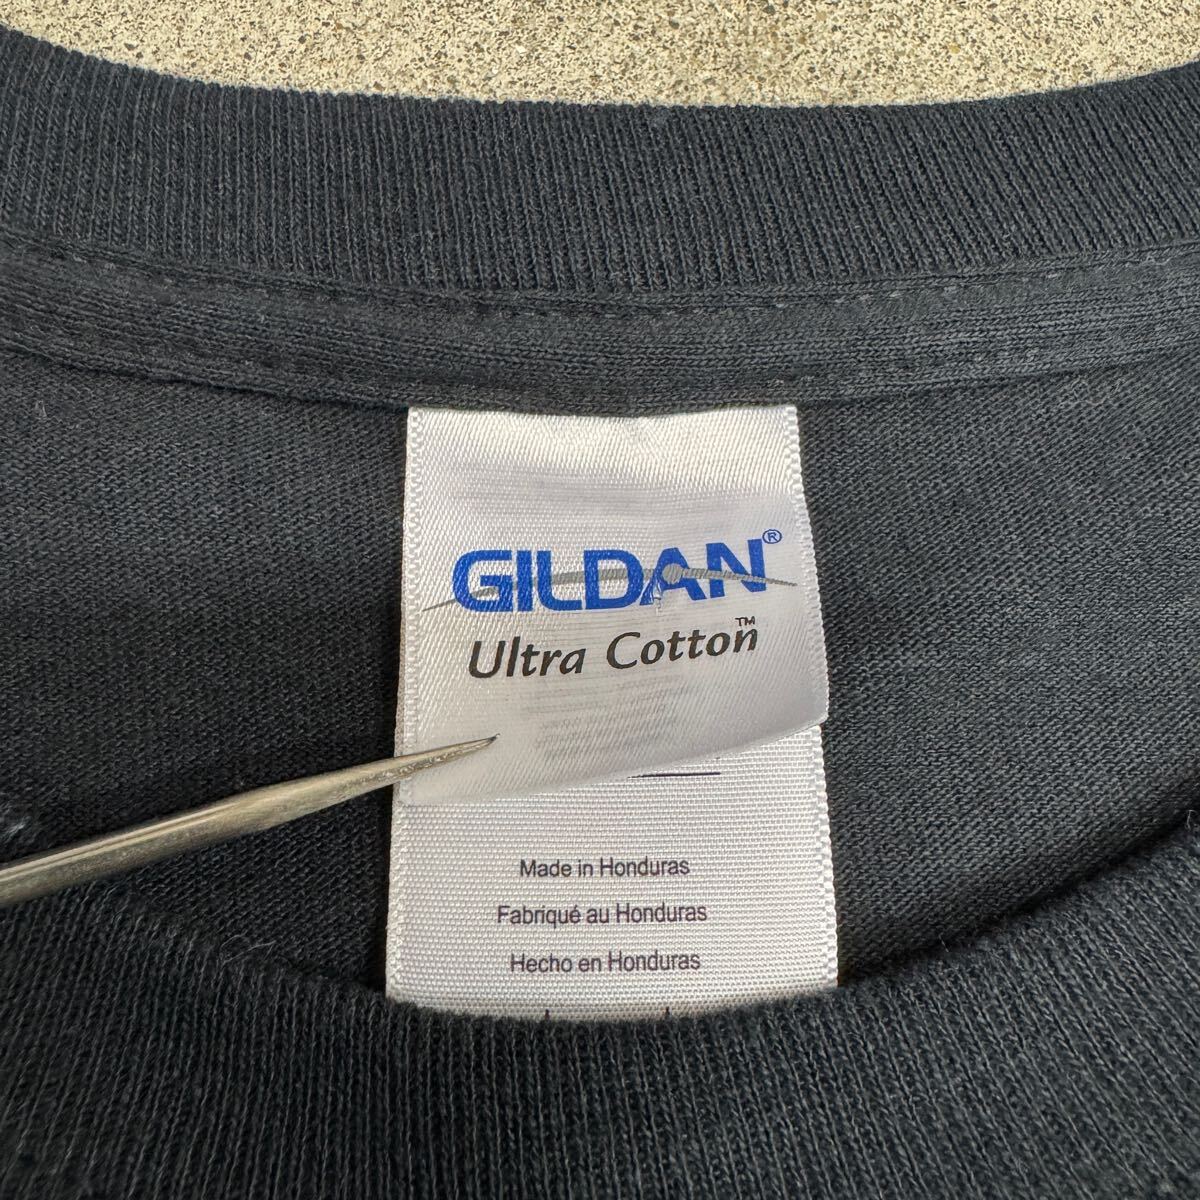 GILDAN®
Ultra Cotton™
Made in Honduras
Fabriqué au Honduras
Hecho en Honduras